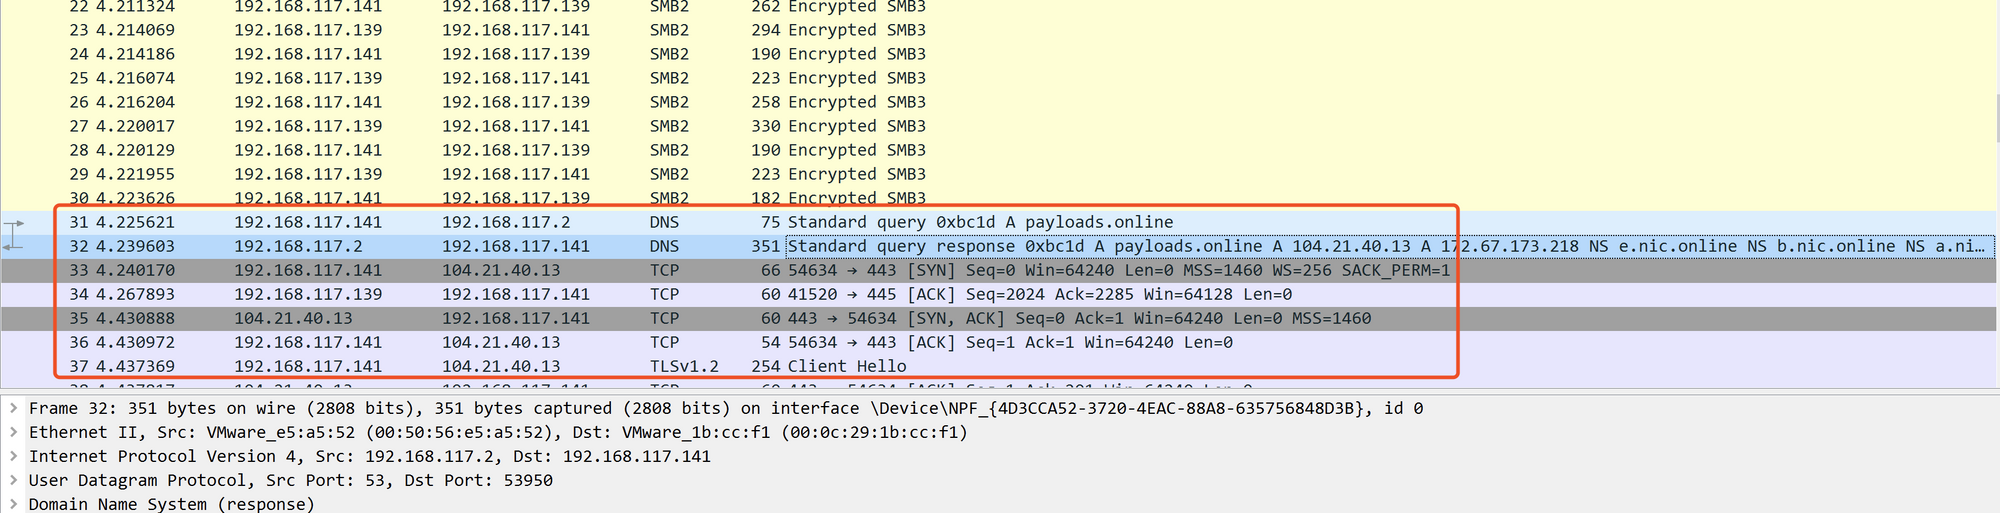 22 4.211324 192.168.117.141 192.168.117.139 SMB2 262 Encrypted SMB3
23 4.214069 192.168.117.139 192.168.117.141 SMB2 294 Encrypted SMB3
24 4.214186 192.168.117.141 192.168.117.139 SMB2 190 Encrypted SMB3
25 4.216074 192.168.117.139 192.168.117.141 SMB2 223 Encrypted SMB3
26 4.216204 192.168.117.141 192.168.117.139 SMB2 258 Encrypted SMB3
27 4.220017 192.168.117.139 192.168.117.141 SMB2 330 Encrypted SMB3
28 4.220129 192.168.117.141 192.168.117.139 SMB2 190 Encrypted SMB3
29 4.221955 192.168.117.139 192.168.117.141 SMB2 223 Encrypted SMB3
30 4.223626 192.168.117.141 192.168.117.139 SMB2 182 Encrypted SMB3
31 4.225621 192.168.117.141 192.168.117.2 DNS 75 Standard query 0xbc1d A payloads.online
32 4.239603 192.168.117.2 192.168.117.141 DNS 351 Standard query response 0xbc1d A payloads.online A 104.21.40.13 A 172.67.173.218 NS e.nic.online NS b.nic.online NS a.ni…
33 4.240170 192.168.117.141 104.21.40.13 TCP 66 54634 → 443 [SYN] Seq=0 Win=64240 Len=0 MSS=1460 WS=256 SACK_PERM=1
34 4.267893 192.168.117.139 192.168.117.141 TCP 60 41520 → 445 [ACK] Seq=2024 Ack=2285 Win=64128 Len=0
35 4.430888 104.21.40.13 192.168.117.141 TCP 60 443 → 54634 [SYN, ACK] Seq=0 Ack=1 Win=64240 Len=0 MSS=1460
36 4.430972 192.168.117.141 104.21.40.13 TCP 54 54634 → 443 [ACK] Seq=1 Ack=1 Win=64240 Len=0
37 4.437369 192.168.117.141 104.21.40.13 TLSv1.2 254 Client Hello
Frame 32: 351 bytes on wire (2808 bits), 351 bytes captured (2808 bits) on interface \Device\NPF_{4D3CCA52-3720-4EAC-88A8-635756848D3B}, id 0
Ethernet II, Src: VMware_e5:a5:52 (00:50:56:e5:a5:52), Dst: VMware_1b:cc:f1 (00:0c:29:1b:cc:f1)
Internet Protocol Version 4, Src: 192.168.117.2, Dst: 192.168.117.141
User Datagram Protocol, Src Port: 53, Dst Port: 53950
Domain Name System (response)